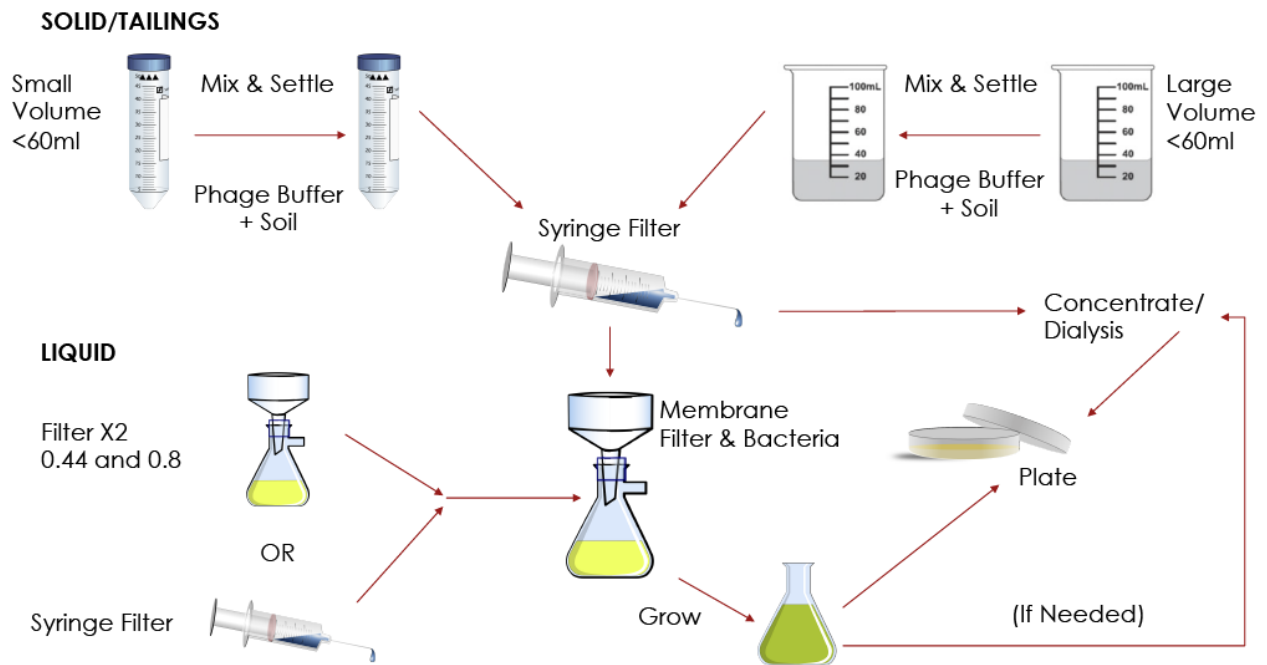 SOLID/TAILINGS
Small
Volume
<60ml
Mix & Settle
Phage Buffer
+ Soil
100mL
80
60
40
20
Mix & Settle
Phage Buffer
+ Soil
100mL
80
60
40
20
Large
Volume
<60ml
Syringe Filter
Concentrate/
Dialysis
LIQUID
Filter X2
0.44 and 0.8
OR
Syringe Filter
Membrane
Filter & Bacteria
Plate
Grow
(If Needed)